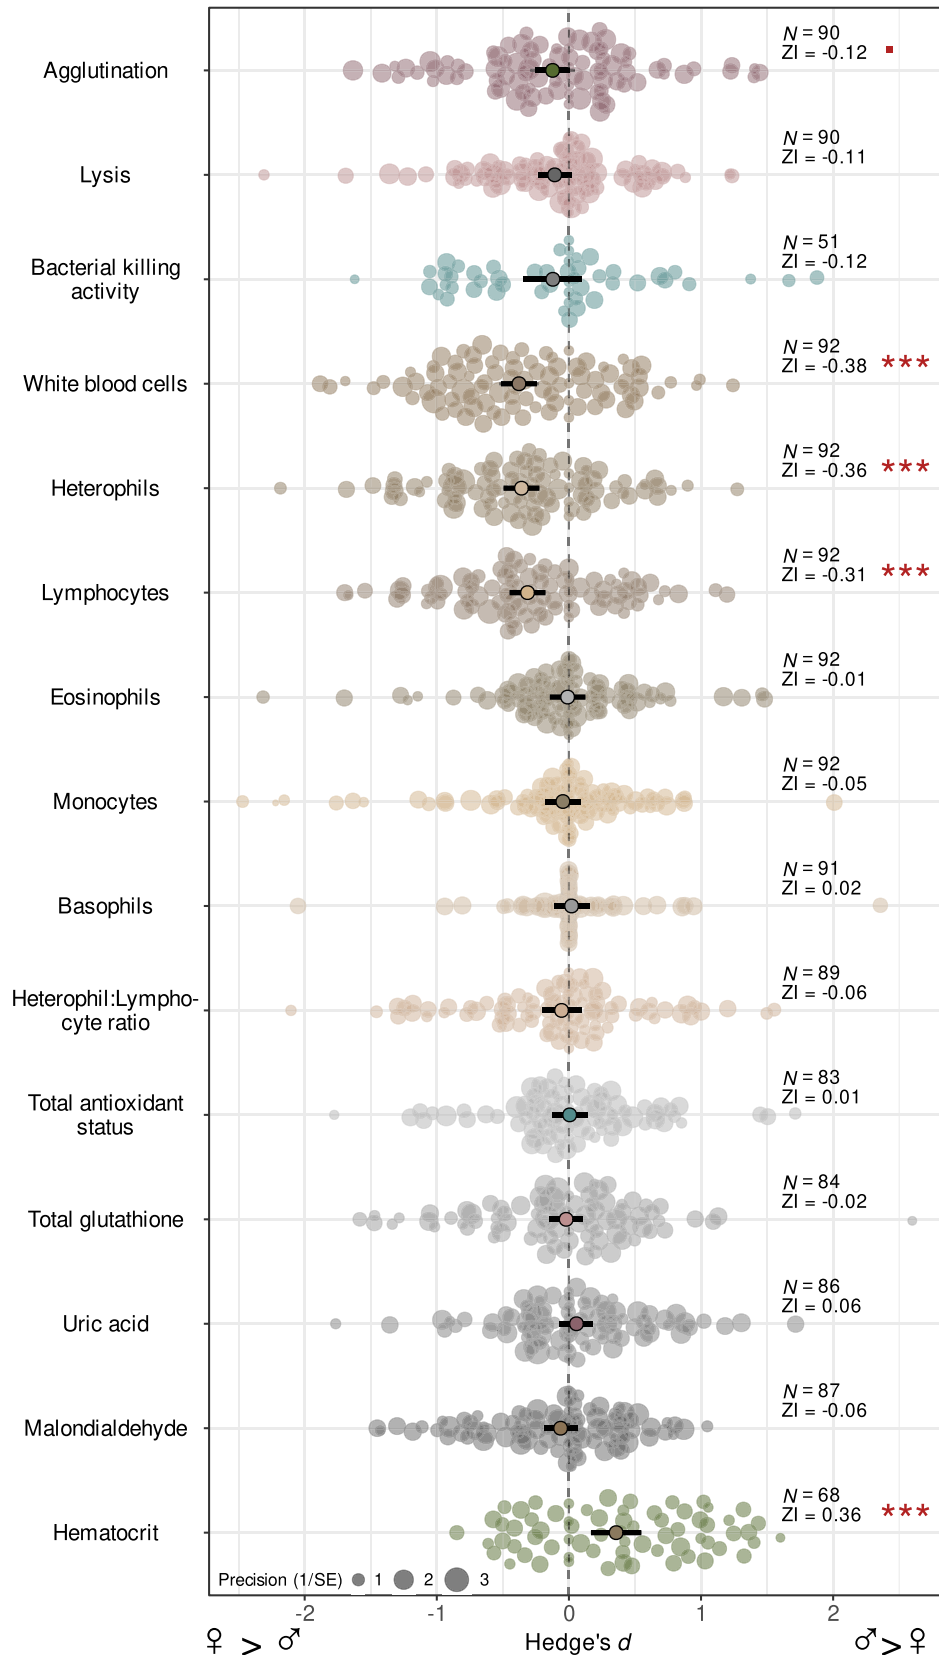 N = 90
ZI = -0.12
Agglutination
N = 90
ZI = -0.11
Lysis
N = 51
ZI = -0.12
Bacterial killing
activity
N = 92
ZI = -0.38 ***
White blood cells
N = 92
ZI = -0.36 ***
Heterophils
N = 92
ZI = -0.31 ***
Lymphocytes
N = 92
ZI = -0.01
Eosinophils
N = 92
ZI = -0.05
Monocytes
N = 91
ZI = 0.02
Basophils
N = 89
ZI = -0.06
Heterophil:Lympho-
cyte ratio
N = 83
ZI = 0.01
Total antioxidant
status
N = 84
ZI = -0.02
Total glutathione
N = 86
ZI = 0.06
Uric acid
N = 87
ZI = -0.06
Malondialdehyde
N = 68
ZI = 0.36 ***
Hematocrit
Precision (1/SE) 1 2 3
-2 -1 0 1 2
♀ > ♂ Hedge's d ♂ > ♀